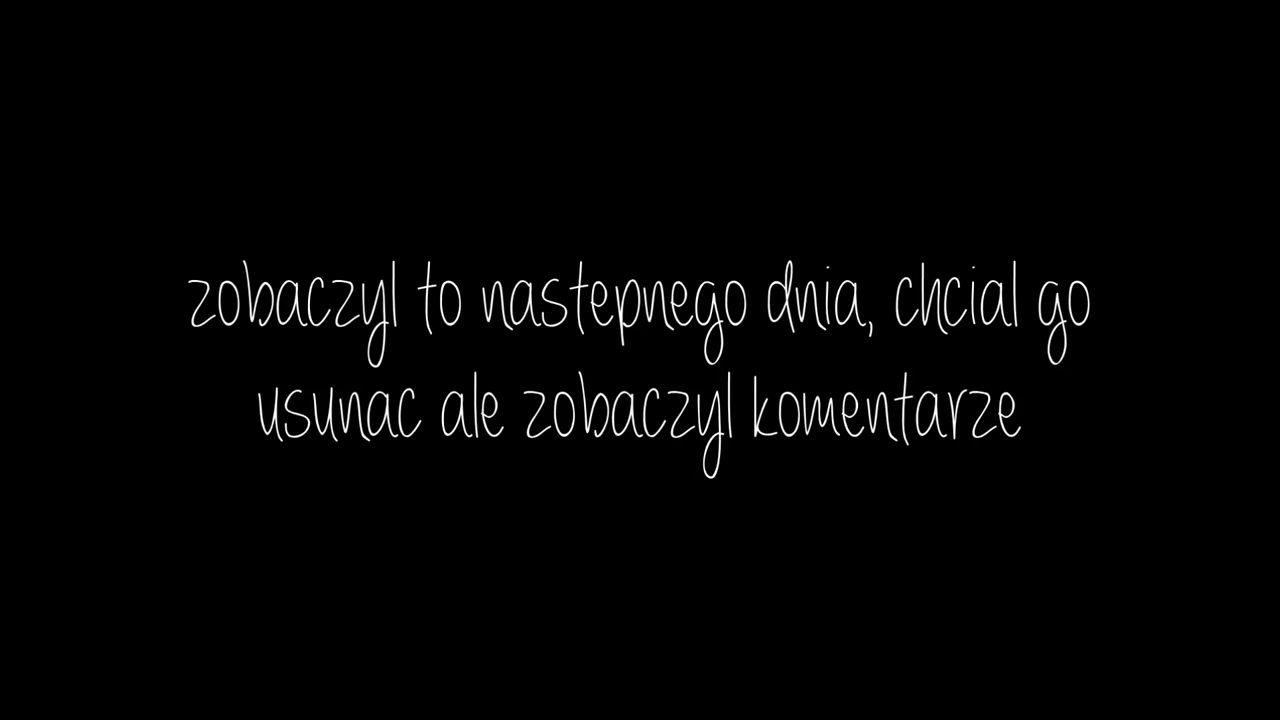 zobaczyl to nastepnego dnia, chcial go
usunac ale zobaczyl komentarze